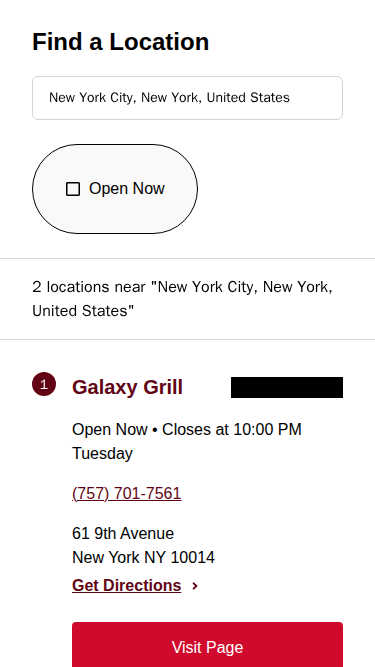 Find a Location
New York City, New York, United States
Open Now
2 locations near "New York City, New York,
United States"
1 Galaxy Grill
Open Now • Closes at 10:00 PM
Tuesday
(757) 701-7561
61 9th Avenue
New York NY 10014
Get Directions
Visit Page